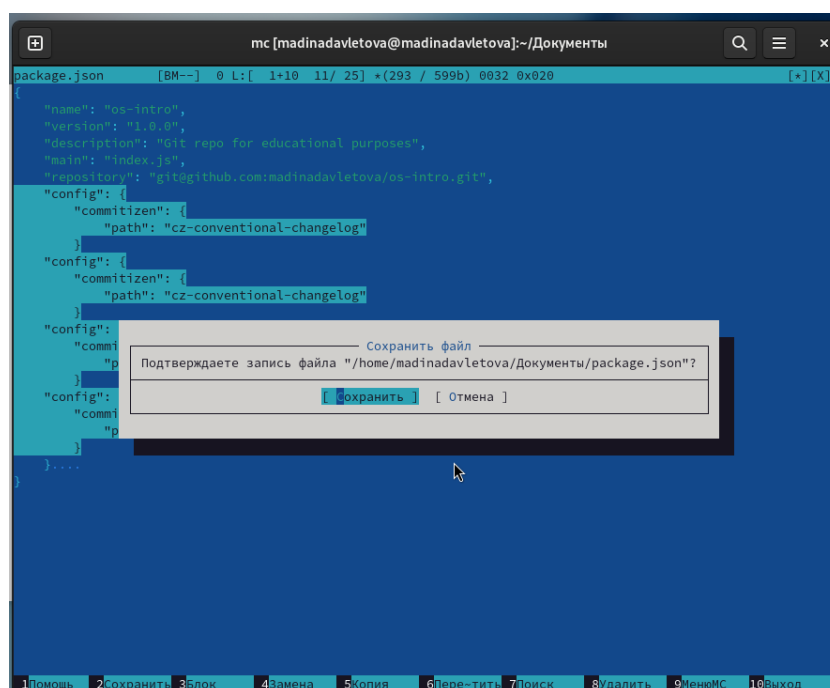 mc [madinadavletova@madinadavletova]:~/Документы
package.json [BM--] 0 L:[ 1+10 11/ 25] *(293 / 599b) 0032 0x020 [*][X]
{
"name": "os-intro",
"version": "1.0.0",
"description": "Git repo for educational purposes",
"main": "index.js",
"repository": "git@github.com:madinadavletova/os-intro.git",
"config": {
"commitizen": {
"path": "cz-conventional-changelog"
}
"config": {
"commitizen": {
"path": "cz-conventional-changelog"
}
"config":
"commi
"p
}
"config":
"commi
"p
}
}....
}
Сохранить файл
Подтверждаете запись файла "/home/madinadavletova/Документы/package.json"?
[ Сохранить ] [ Отмена ]
1Помощь 2Сохранить 3Блок 4Замена 5Копия 6Пере~тить 7Поиск 8Удалить 9МенюMC 10Выход